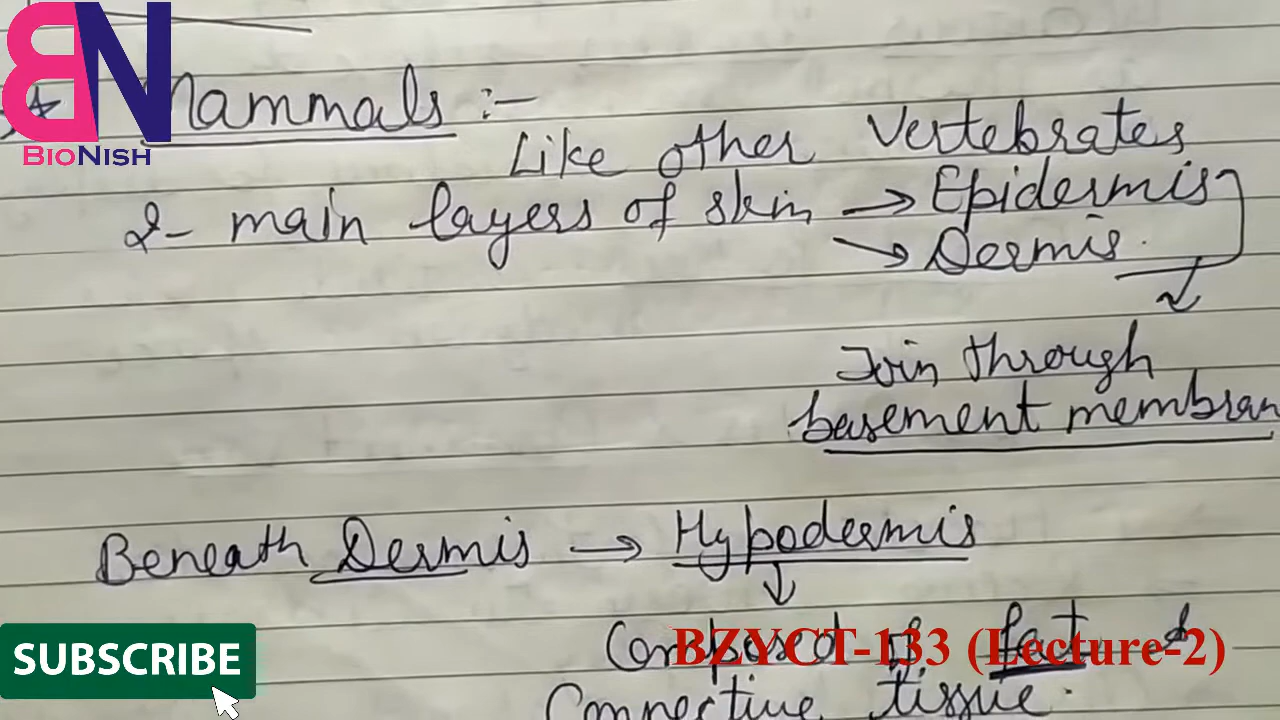 BN
BIONISH
Mammals :-
Like other Vertebrates
2- main layers of skin → Epidermis
→ Dermis.
Join through
basement membran
Beneath Dermis → Hypodermis
Composed of fat &
BZYCT-133 (Lecture-2)
Connective tissue.
SUBSCRIBE